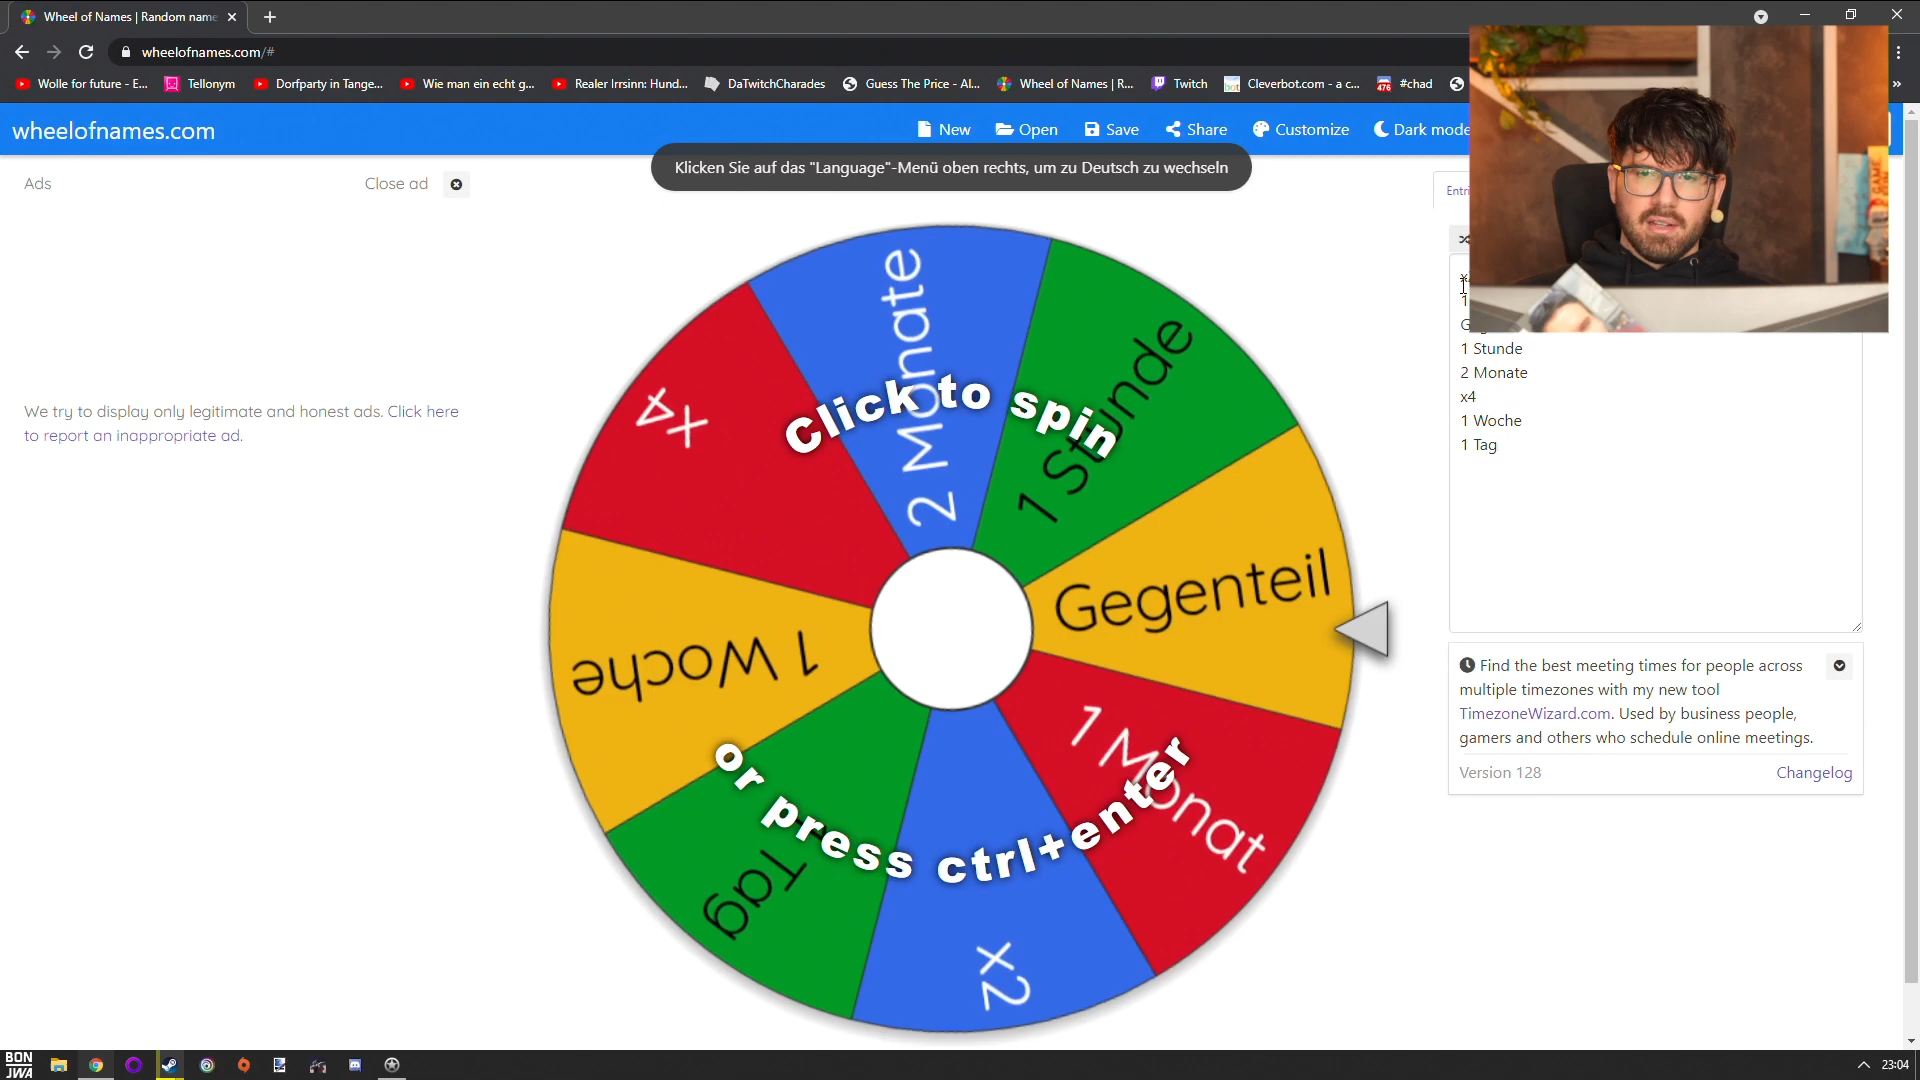 Wheel of Names | Random name
wheelofnames.com/#
Wolle for future - E...
Tellonym
Dorfparty in Tange...
Wie man ein echt g...
Realer Irrsinn: Hund...
DaTwitchCharades
Guess The Price - Al...
Wheel of Names | R...
Twitch
Cleverbot.com - a c...
#chad
wheelofnames.com
New
Open
Save
Share
Customize
Dark mode
Klicken Sie auf das "Language"-Menü oben rechts, um zu Deutsch zu wechseln
Ads
Close ad
We try to display only legitimate and honest ads. Click here
to report an inappropriate ad.
Click to spin
or press ctrl+enter
2 Monate
1 Stunde
Gegenteil
1 Monat
x2
Tag
1 Woche
x4
1 Stunde
2 Monate
x4
1 Woche
1 Tag
Find the best meeting times for people across
multiple timezones with my new tool
TimezoneWizard.com. Used by business people,
gamers and others who schedule online meetings.
Version 128
Changelog
BON
JWA
23:04